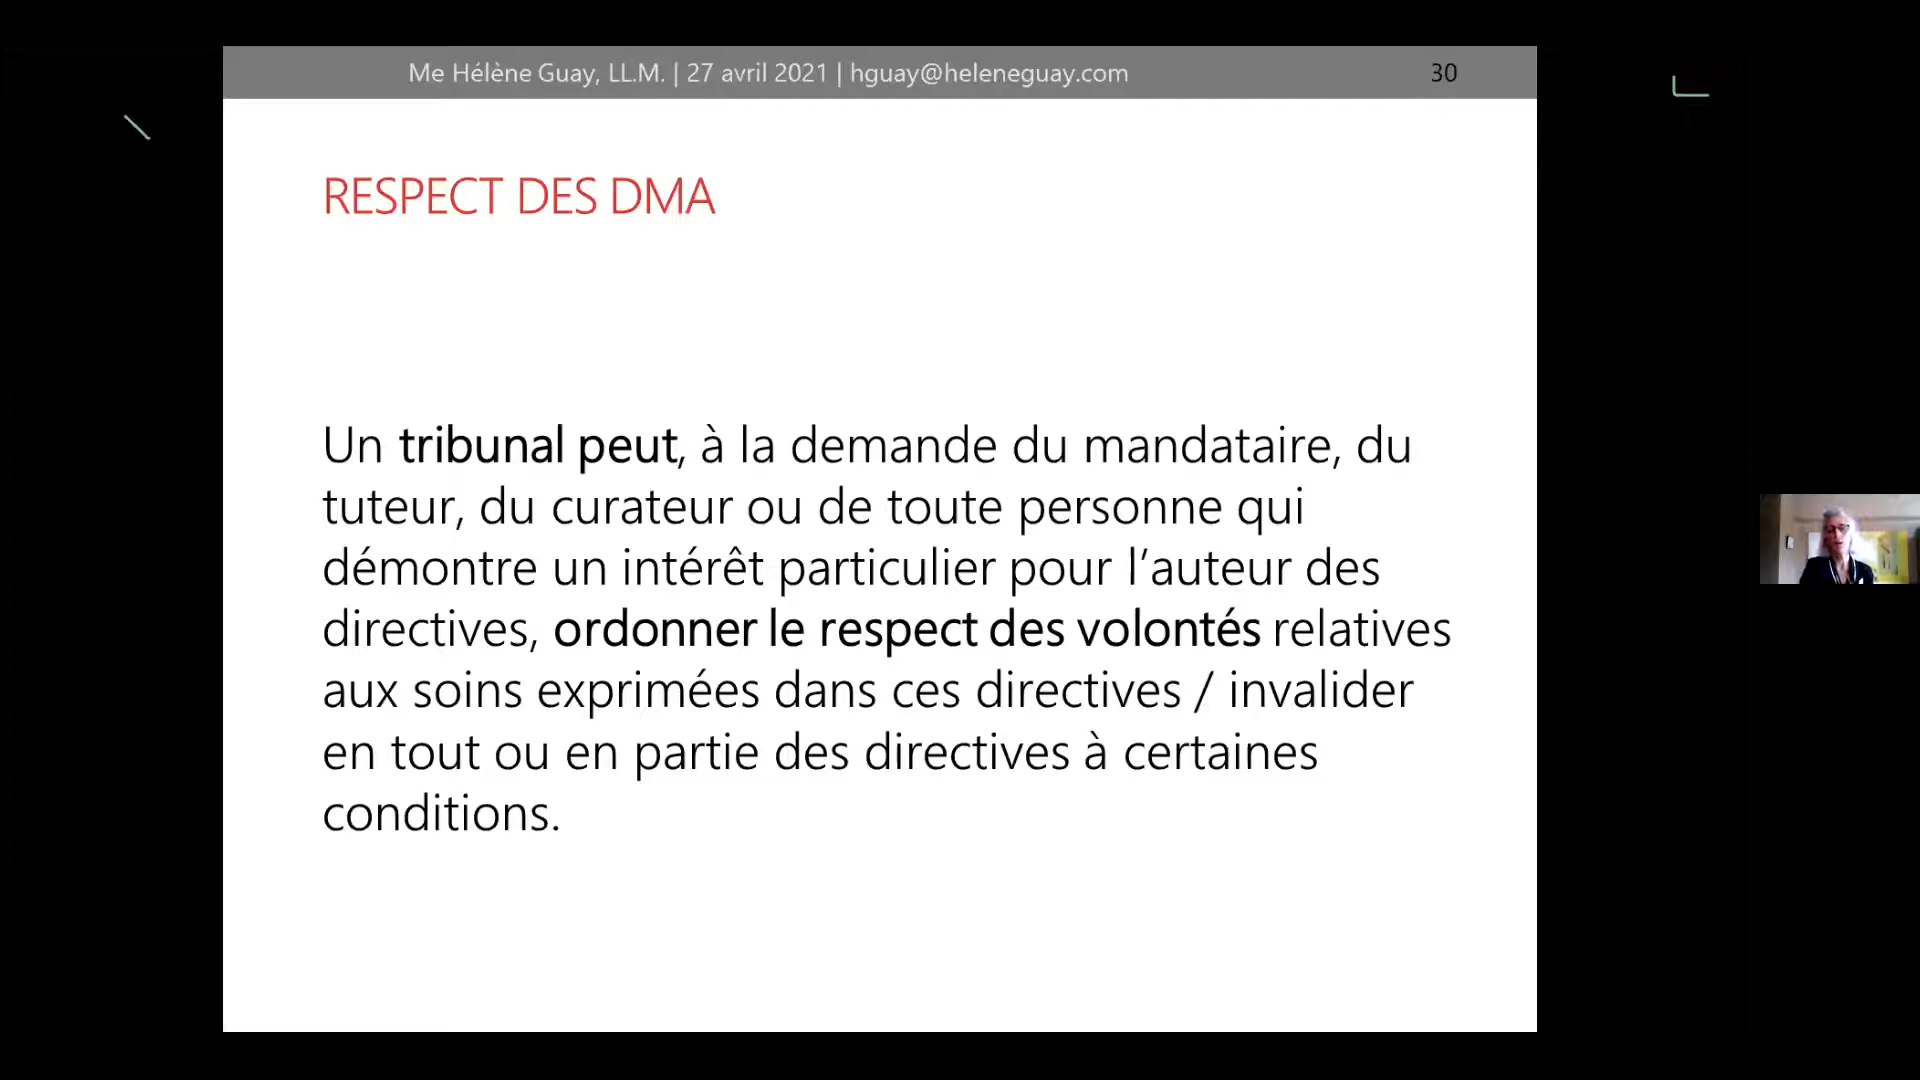 Me Hélène Guay, LL.M. | 27 avril 2021 | hguay@heleneguay.com 30
RESPECT DES DMA
Un tribunal peut, à la demande du mandataire, du
tuteur, du curateur ou de toute personne qui
démontre un intérêt particulier pour l’auteur des
directives, ordonner le respect des volontés relatives
aux soins exprimées dans ces directives / invalider
en tout ou en partie des directives à certaines
conditions.